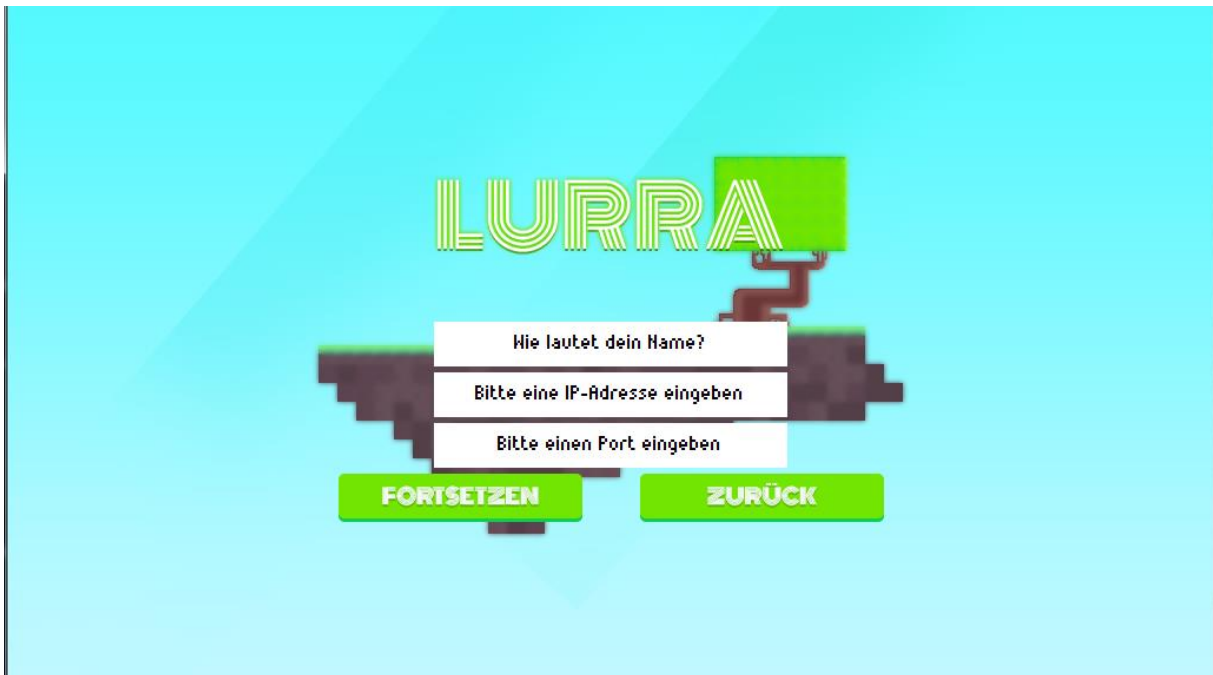 LURRA
Wie lautet dein Name?
Bitte eine IP-Adresse eingeben
Bitte einen Port eingeben
FORTSETZEN
ZURÜCK